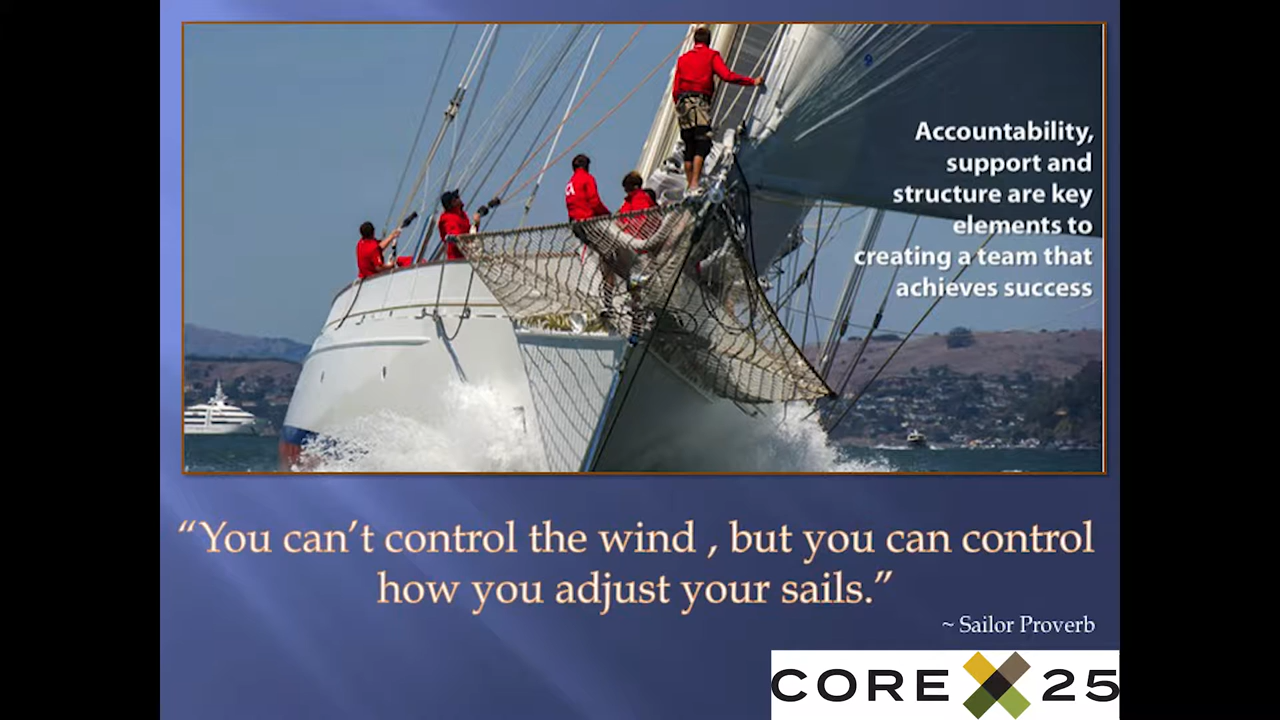 Accountability,
support and
structure are key
elements to
creating a team that
achieves success
“You can’t control the wind , but you can control
how you adjust your sails.”
~ Sailor Proverb
CORE 25